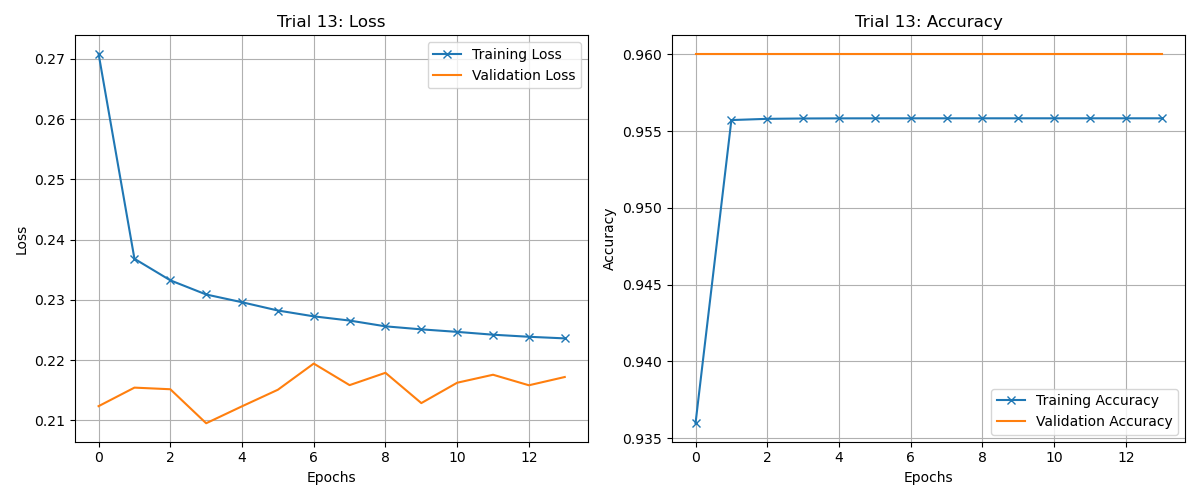 Trial 13: Loss
Training Loss
Validation Loss
0.27
0.26
0.25
0.24
0.23
0.22
0.21
Loss
0 2 4 6 8 10 12
Epochs
Trial 13: Accuracy
0.960
0.955
0.950
0.945
0.940
0.935
Accuracy
Training Accuracy
Validation Accuracy
0 2 4 6 8 10 12
Epochs